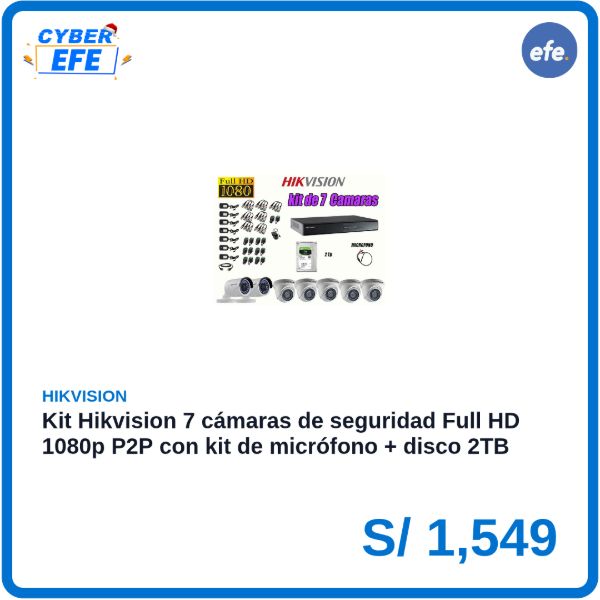 CYBER
EFE
efe.
Full HD
1080
HIKVISION
kit de 7 Camaras
MICROFONO
2 Tb
HIKVISION
Kit Hikvision 7 cámaras de seguridad Full HD
1080p P2P con kit de micrófono + disco 2TB
S/ 1,549